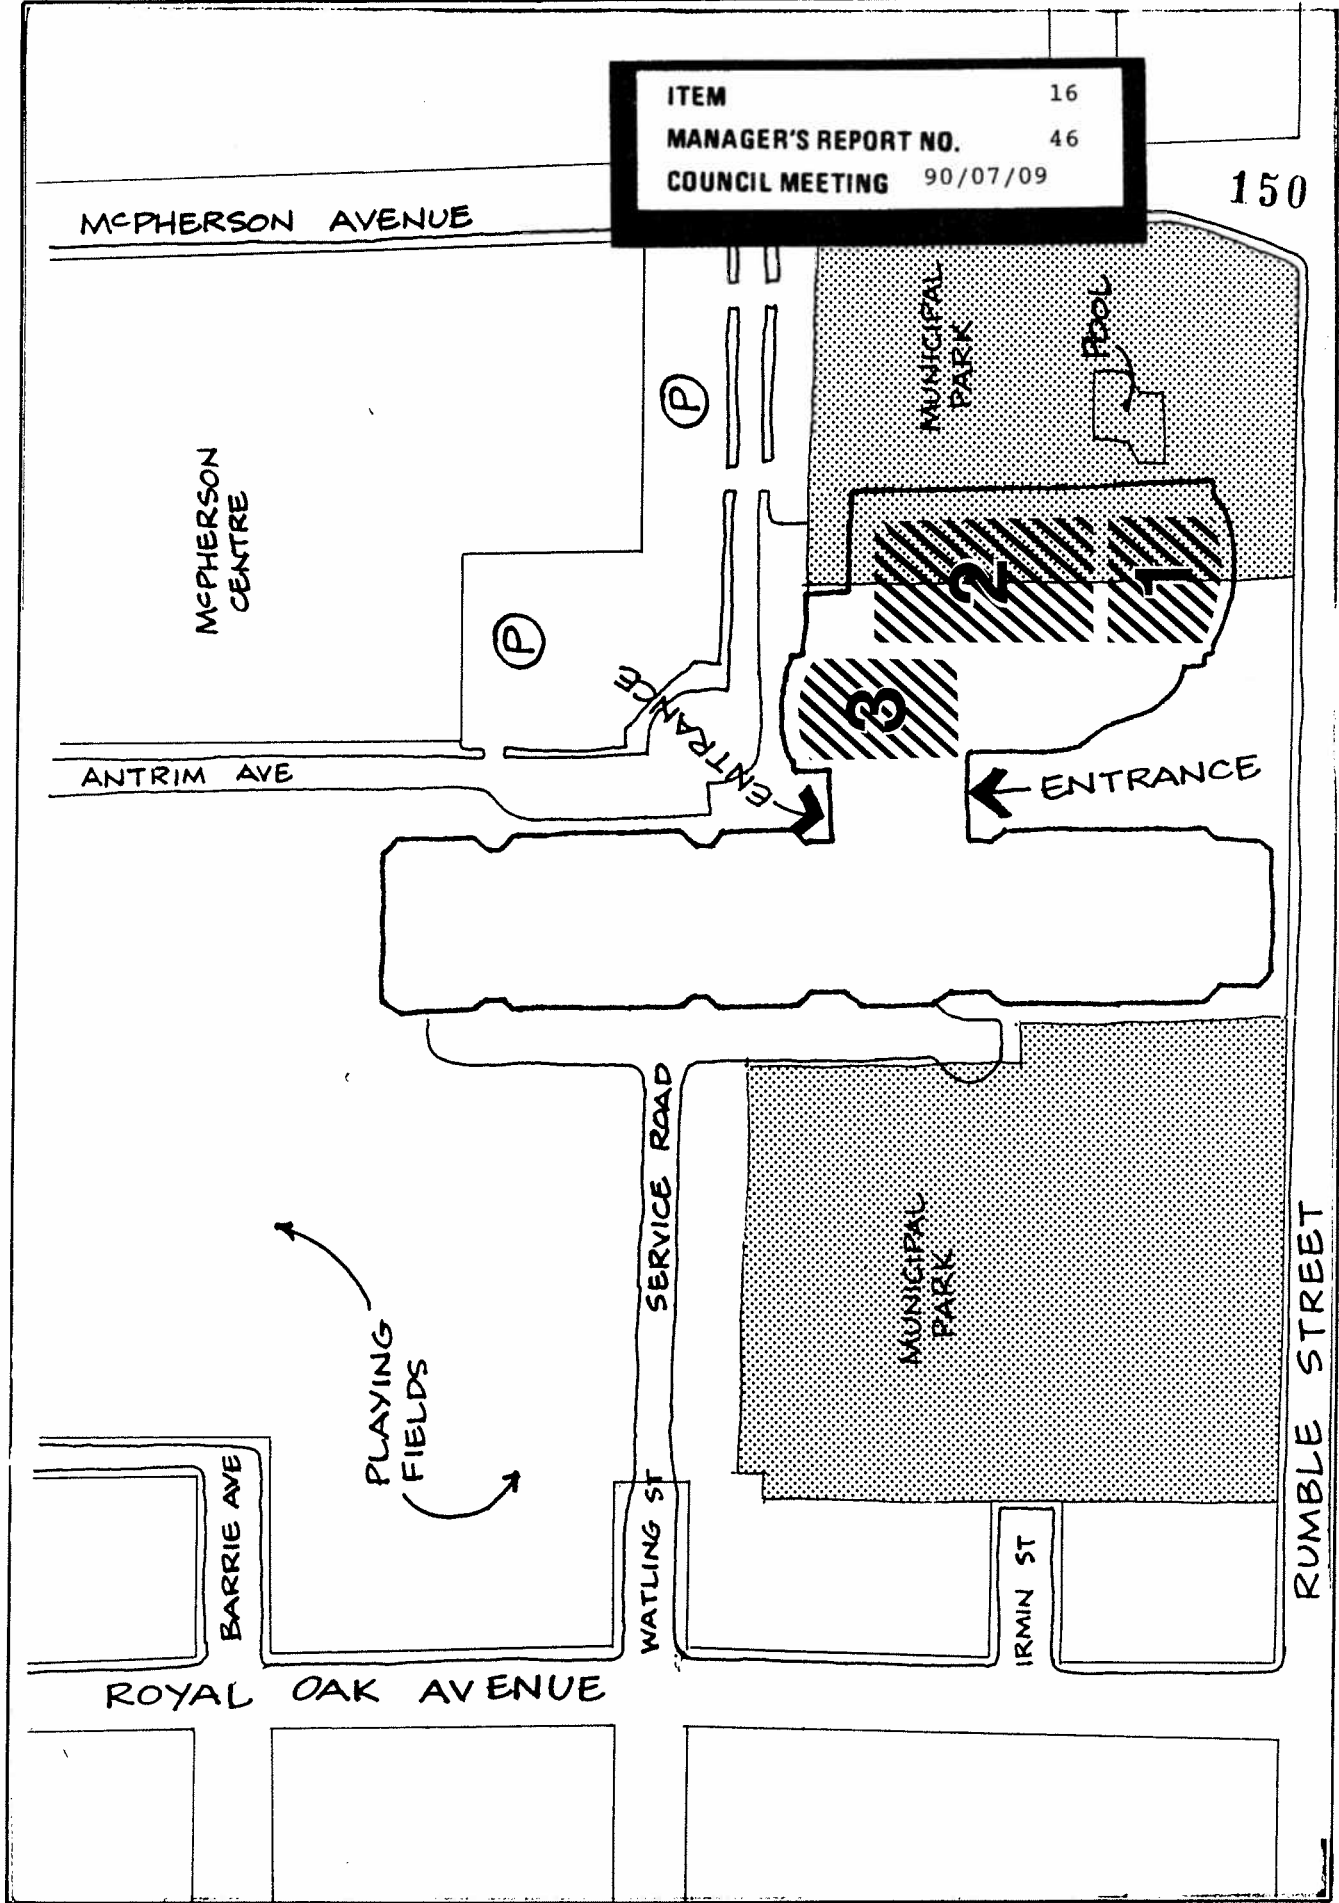 ITEM 16
MANAGER'S REPORT NO. 46
COUNCIL MEETING 90/07/09
150
McPHERSON AVENUE
MUNICIPAL
PARK
POOL
P
McPHERSON
CENTRE
P
2
1
3
ENTRANCE
ANTRIM AVE
ENTRANCE
SERVICE ROAD
MUNICIPAL
PARK
PLAYING
FIELDS
RUMBLE STREET
BARRIE AVE
WATLING ST
IRMIN ST
ROYAL OAK AVENUE